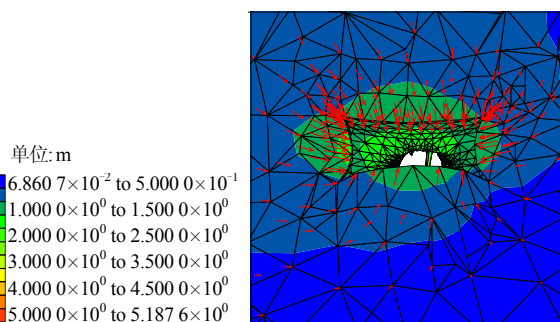 单位:m
6.860 7×10⁻² to 5.000 0×10⁻¹
1.000 0×10⁰ to 1.500 0×10⁰
2.000 0×10⁰ to 2.500 0×10⁰
3.000 0×10⁰ to 3.500 0×10⁰
4.000 0×10⁰ to 4.500 0×10⁰
5.000 0×10⁰ to 5.187 6×10⁰